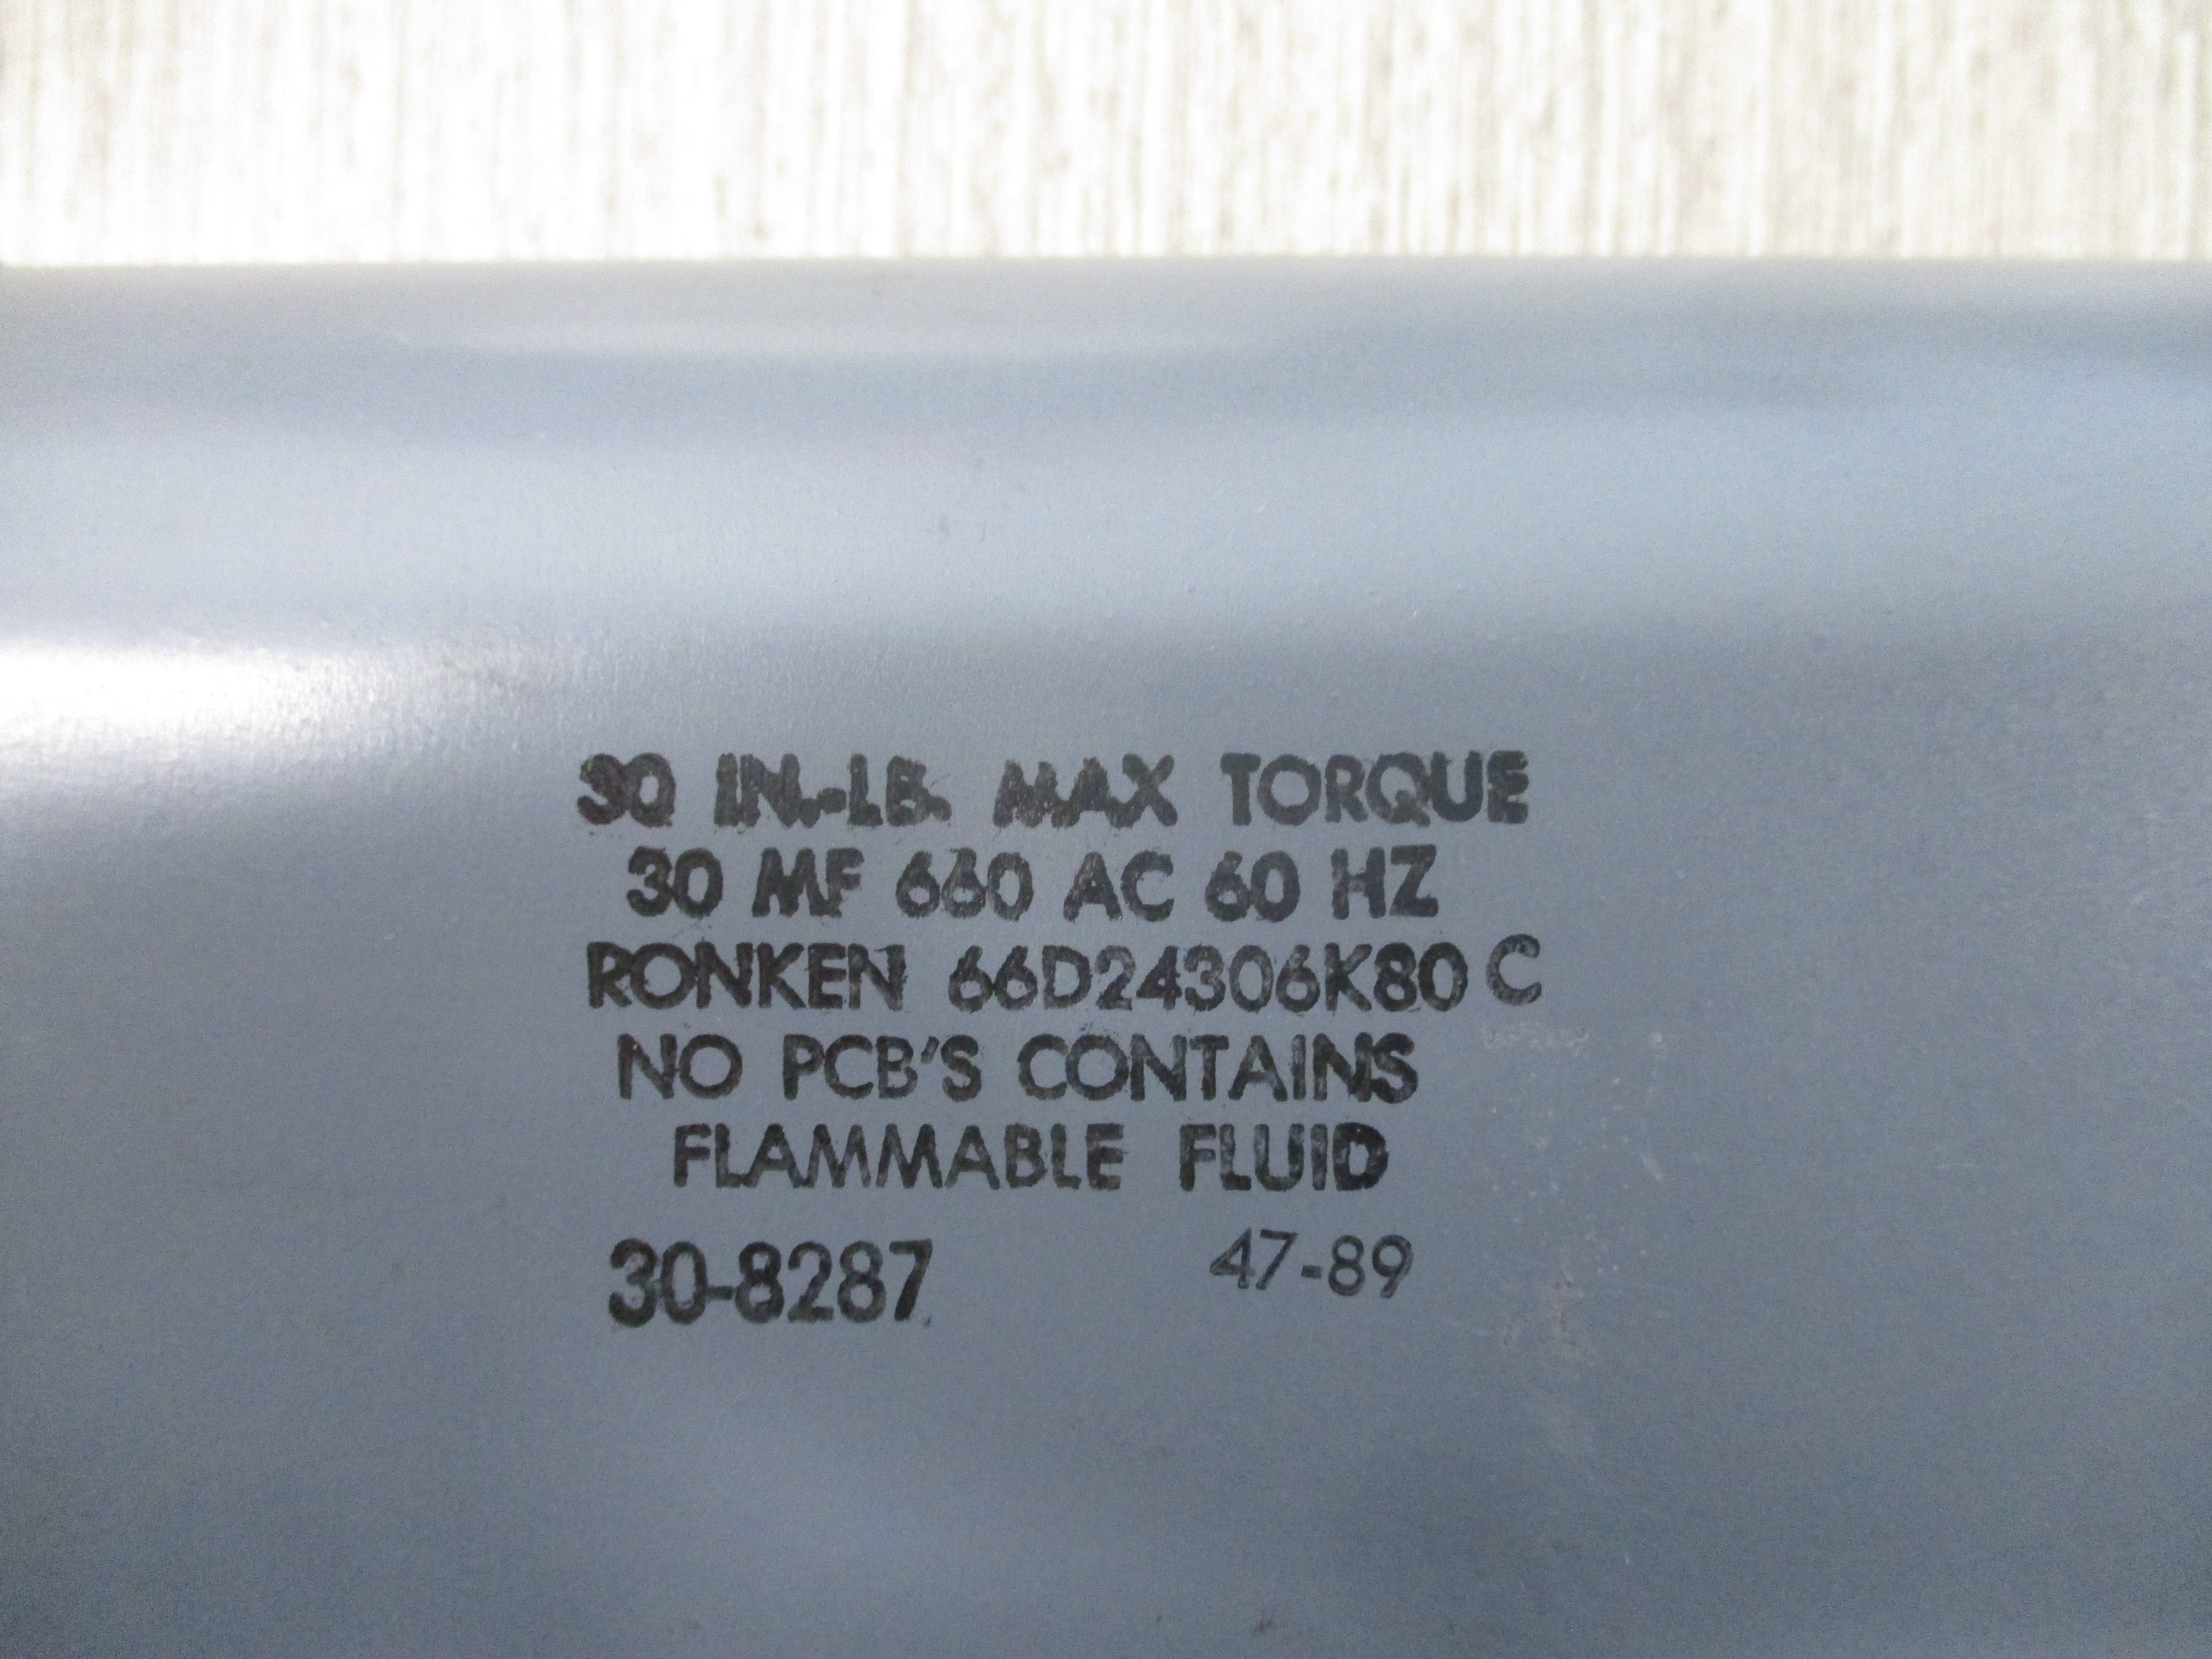 30 IN.-LB. MAX TORQUE
30 MF 660 AC 60 HZ
RONKEN 66D24306K80 C
NO PCB'S CONTAINS
FLAMMABLE FLUID
30-8287 47-89